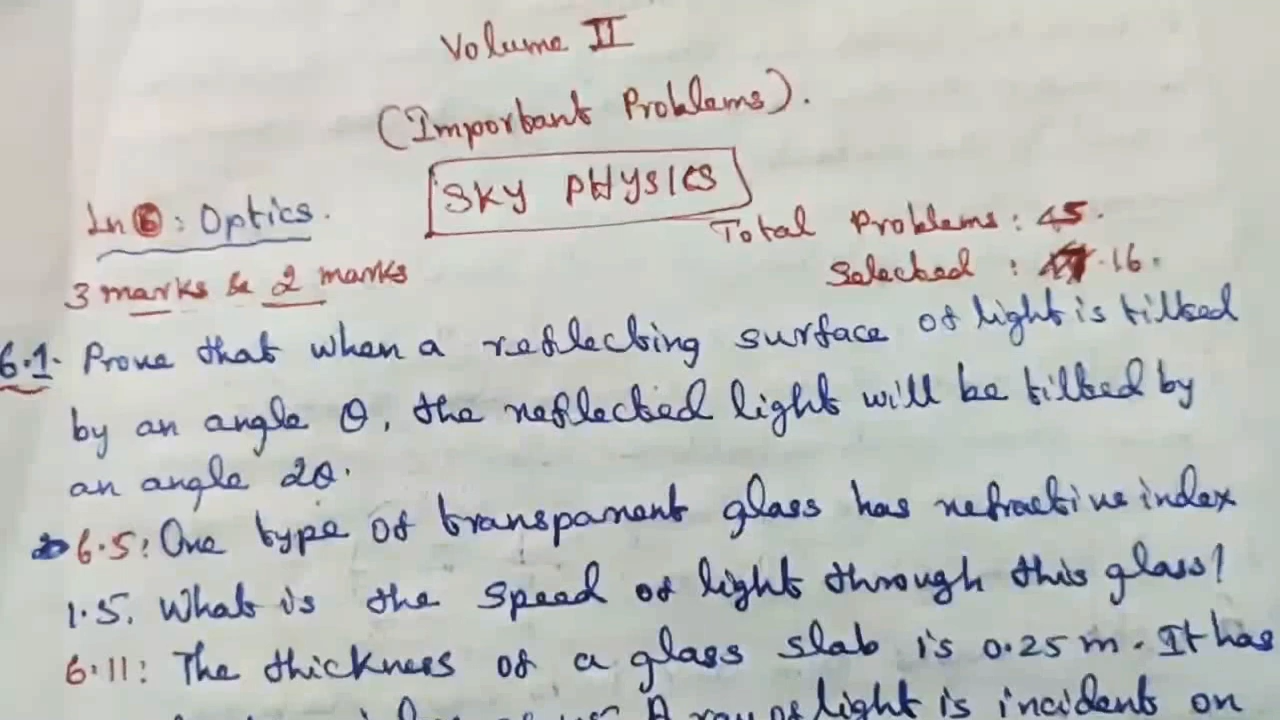 Volume II
(Important Problems).
SKY PHYSICS
Ln 6: Optics.
Total Problems: 45.
3 marks & 2 marks
Selected : 16.
6.1. Prove that when a reflecting surface of light is tilted
by an angle θ, the reflected light will be tilted by
an angle 2θ.
6.5: One type of transparent glass has refractive index
1.5. What is the speed of light through this glass?
6.11: The thickness of a glass slab is 0.25 m. It has
A ray of light is incident on